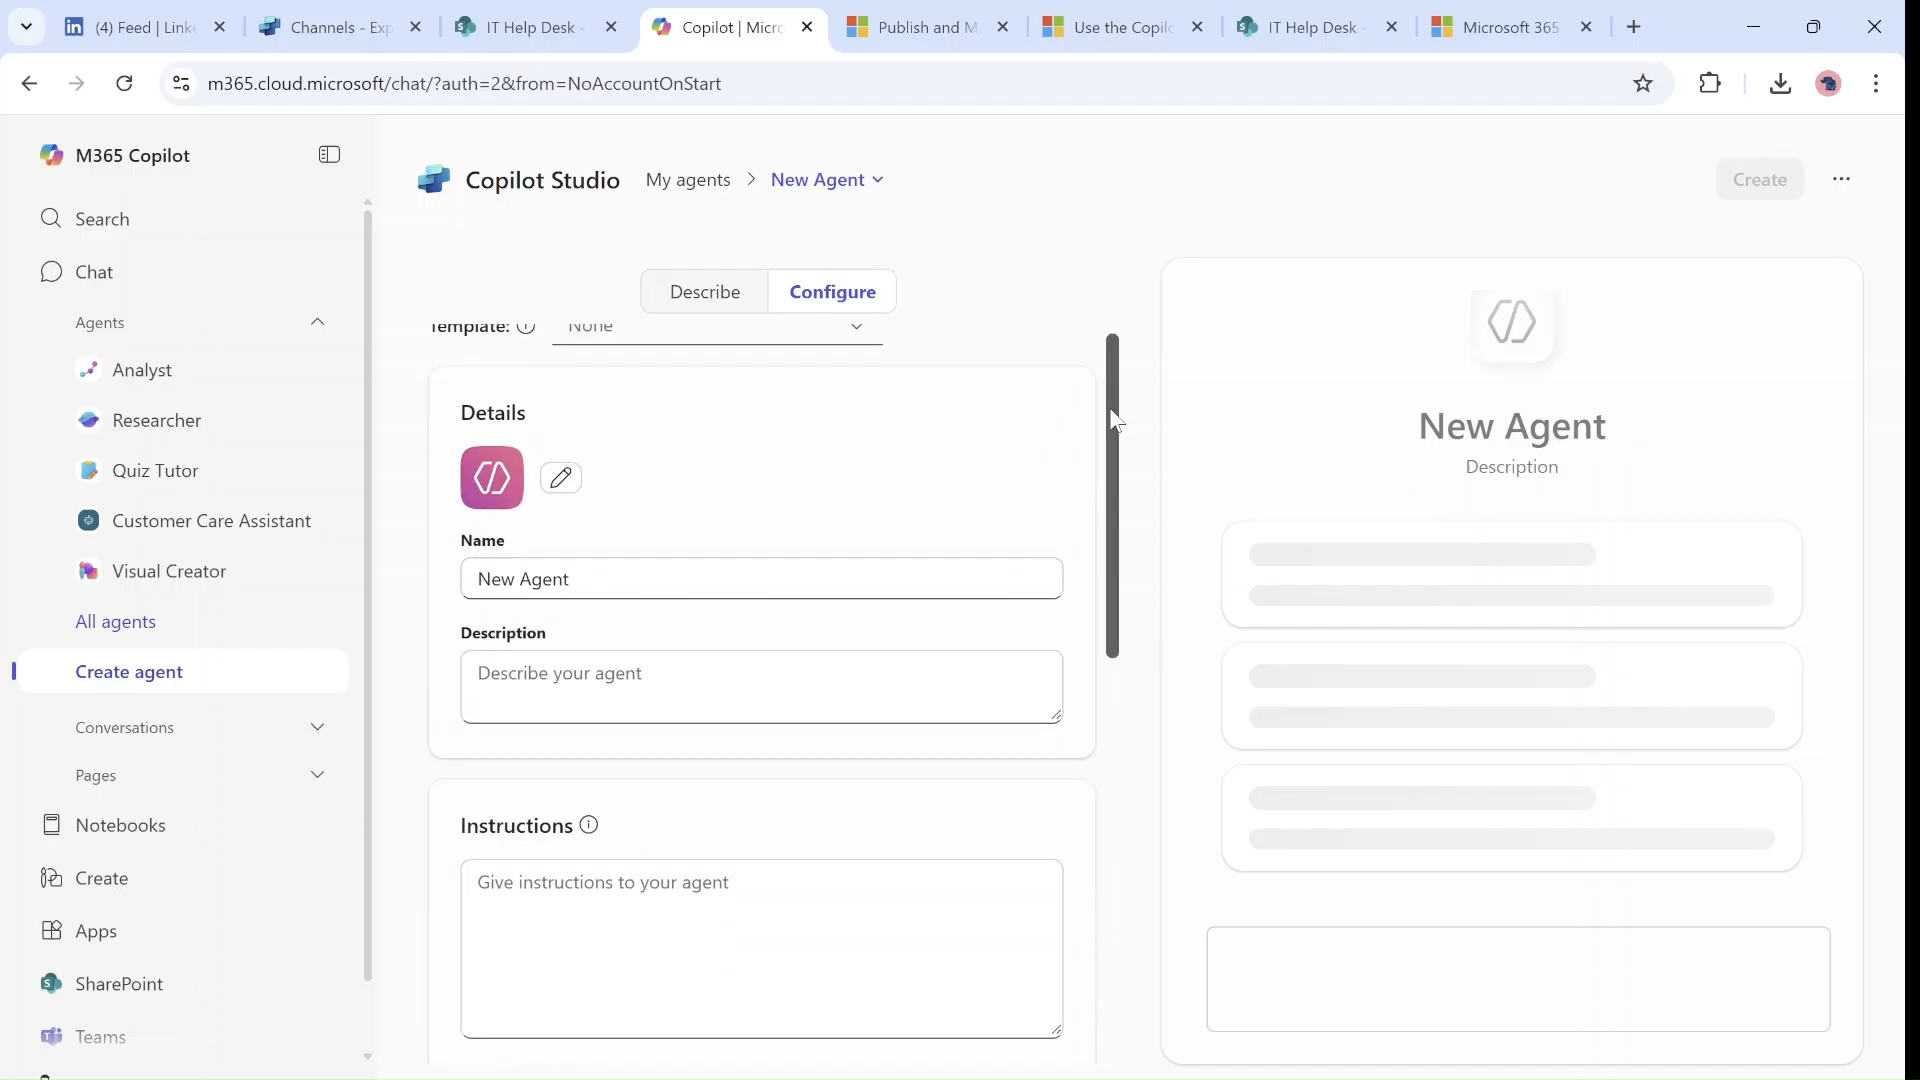 (4) Feed | Linke
Channels - Exp
IT Help Desk -
Copilot | Micro
Publish and M
Use the Copilo
IT Help Desk -
Microsoft 365
m365.cloud.microsoft/chat/?auth=2&from=NoAccountOnStart
M365 Copilot
Search
Chat
Agents
Analyst
Researcher
Quiz Tutor
Customer Care Assistant
Visual Creator
All agents
Create agent
Conversations
Pages
Notebooks
Create
Apps
SharePoint
Teams
Copilot Studio
My agents > New Agent
Create
Describe
Configure
Template:
None
Details
Name
New Agent
Description
Describe your agent
Instructions
Give instructions to your agent
New Agent
Description